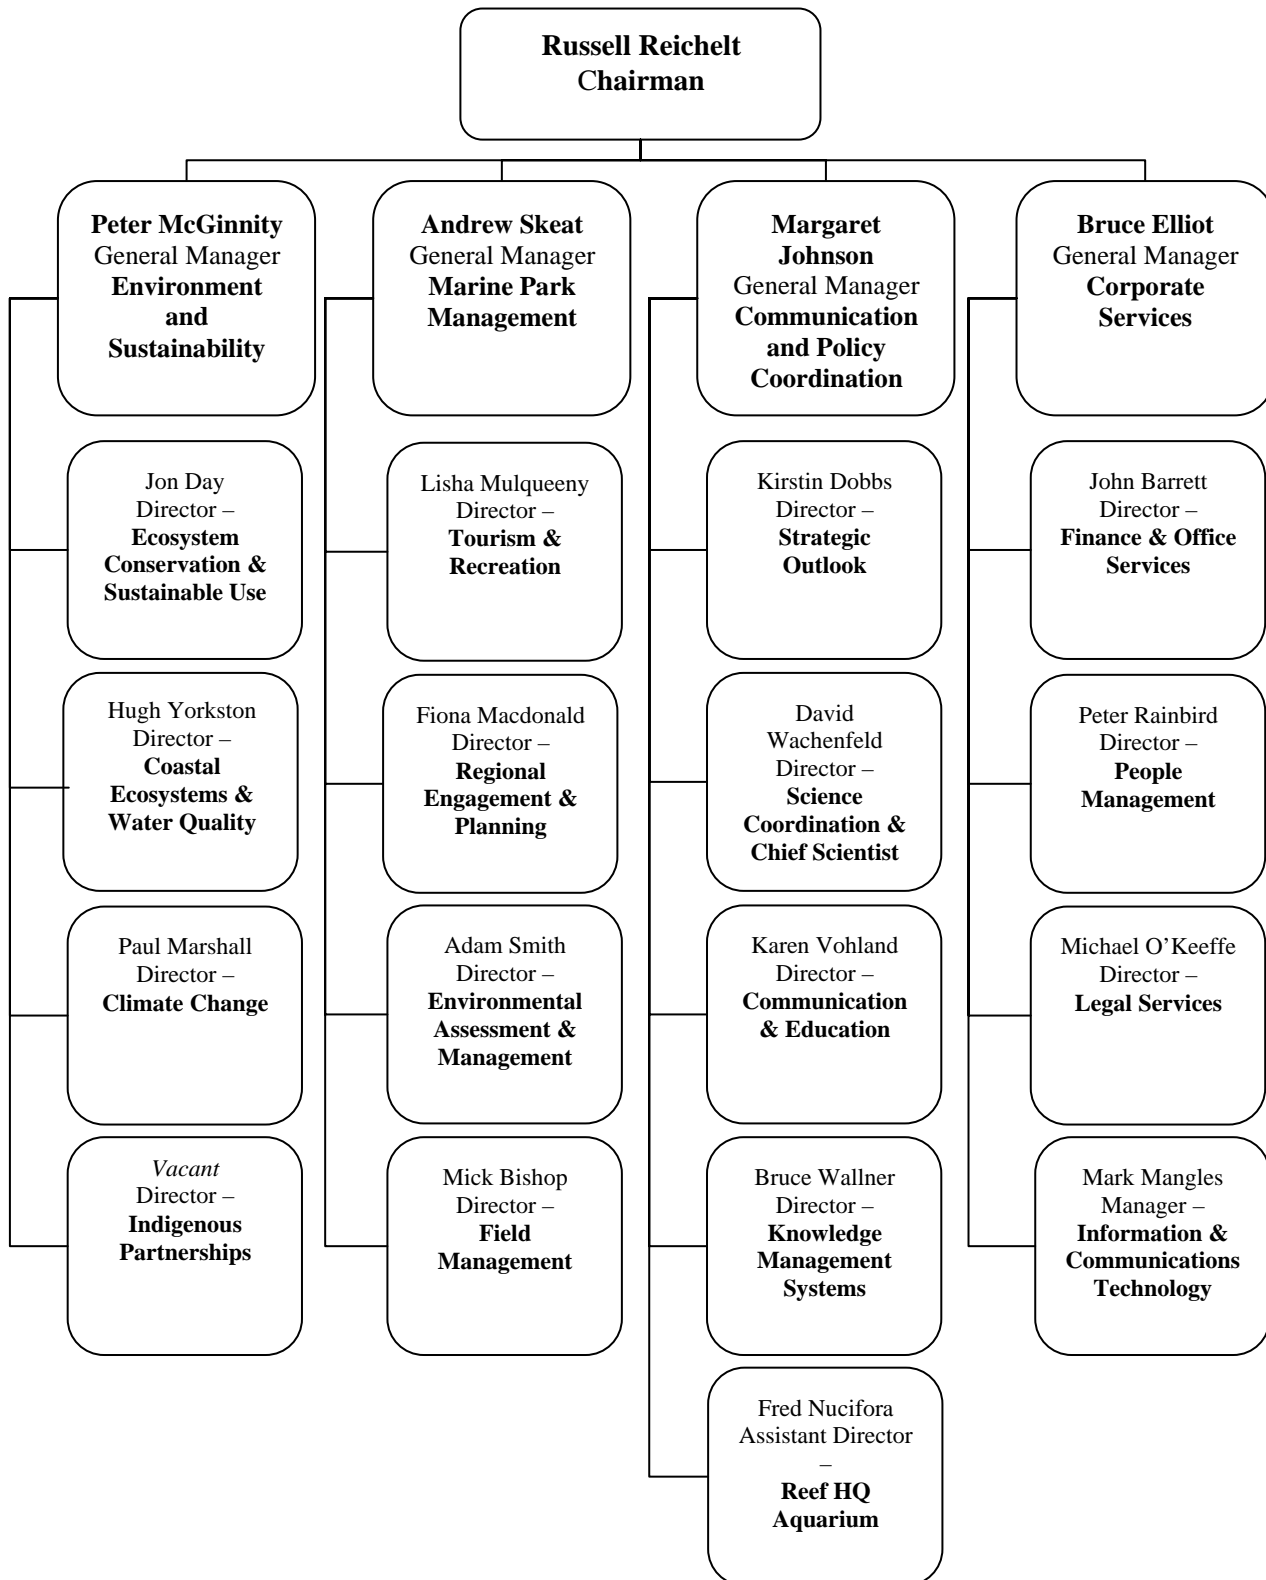 Russell Reichelt
Chairman
Peter McGinnity
General Manager
Environment
and
Sustainability
Andrew Skeat
General Manager
Marine Park
Management
Margaret
Johnson
General Manager
Communication
and Policy
Coordination
Bruce Elliot
General Manager
Corporate
Services
Jon Day
Director –
Ecosystem
Conservation &
Sustainable Use
Lisha Mulqueeny
Director –
Tourism &
Recreation
Kirstin Dobbs
Director –
Strategic
Outlook
John Barrett
Director –
Finance & Office
Services
Hugh Yorkston
Director –
Coastal
Ecosystems &
Water Quality
Fiona Macdonald
Director –
Regional
Engagement &
Planning
David
Wachenfeld
Director –
Science
Coordination &
Chief Scientist
Peter Rainbird
Director –
People
Management
Paul Marshall
Director –
Climate Change
Adam Smith
Director –
Environmental
Assessment &
Management
Karen Vohland
Director –
Communication
& Education
Michael O’Keeffe
Director –
Legal Services
Vacant
Director –
Indigenous
Partnerships
Mick Bishop
Director –
Field
Management
Bruce Wallner
Director –
Knowledge
Management
Systems
Mark Mangles
Manager –
Information &
Communications
Technology
Fred Nucifora
Assistant Director
–
Reef HQ
Aquarium